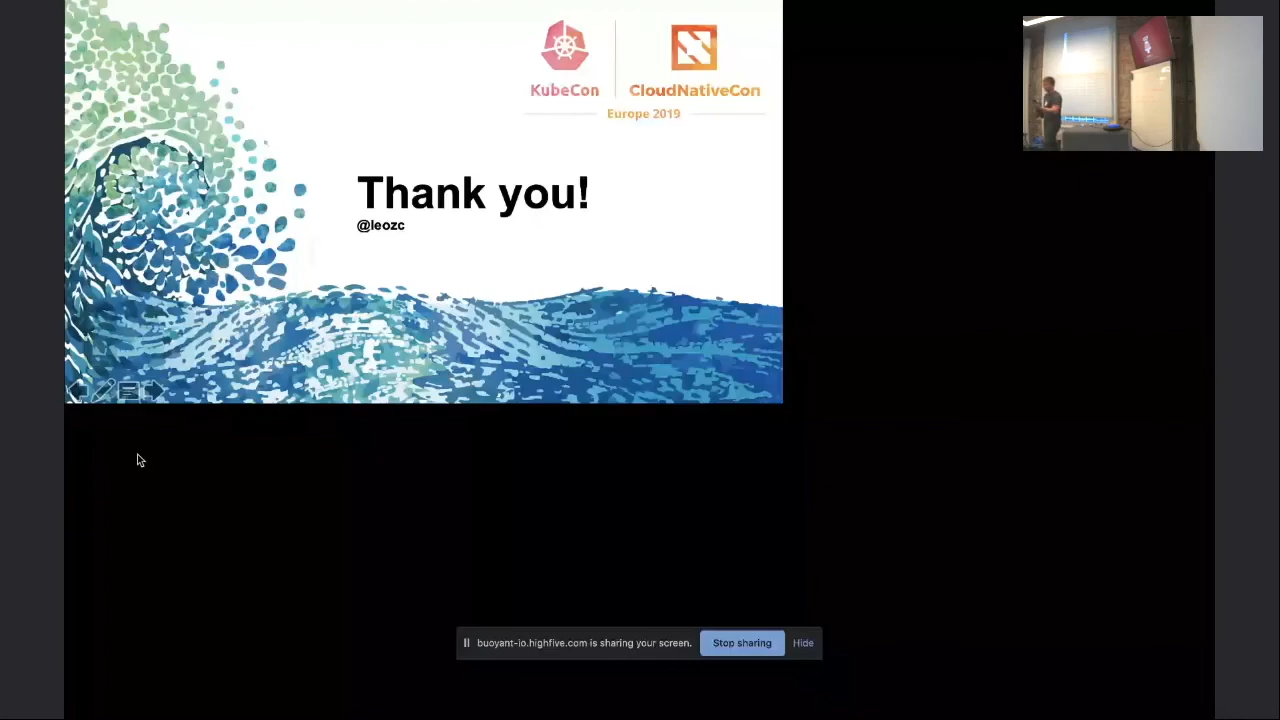 KubeCon
CloudNativeCon
Europe 2019
Thank you!
@leozc
buoyant-io.highfive.com is sharing your screen.
Stop sharing
Hide